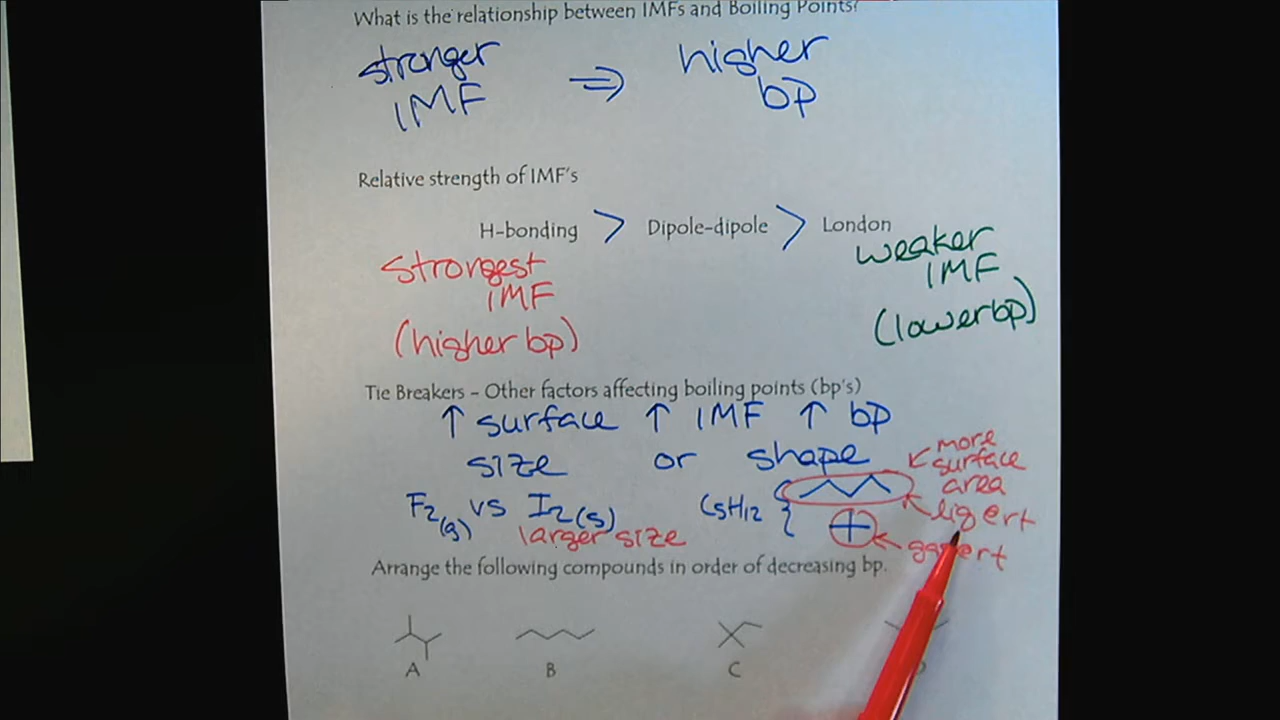 What is the relationship between IMFs and Boiling Points?
stronger IMF ⇒ higher bp
Relative strength of IMF's
H-bonding > Dipole-dipole > London
strongest IMF (higher bp)
weaker IMF (lower bp)
Tie Breakers – Other factors affecting boiling points (bp's)
↑ surface ↑ IMF ↑ bp
size or shape
more surface area
F2(g) vs I2(s)
larger size
C5H12 {
liq @ rt
@ rt
Arrange the following compounds in order of decreasing bp.
A B C